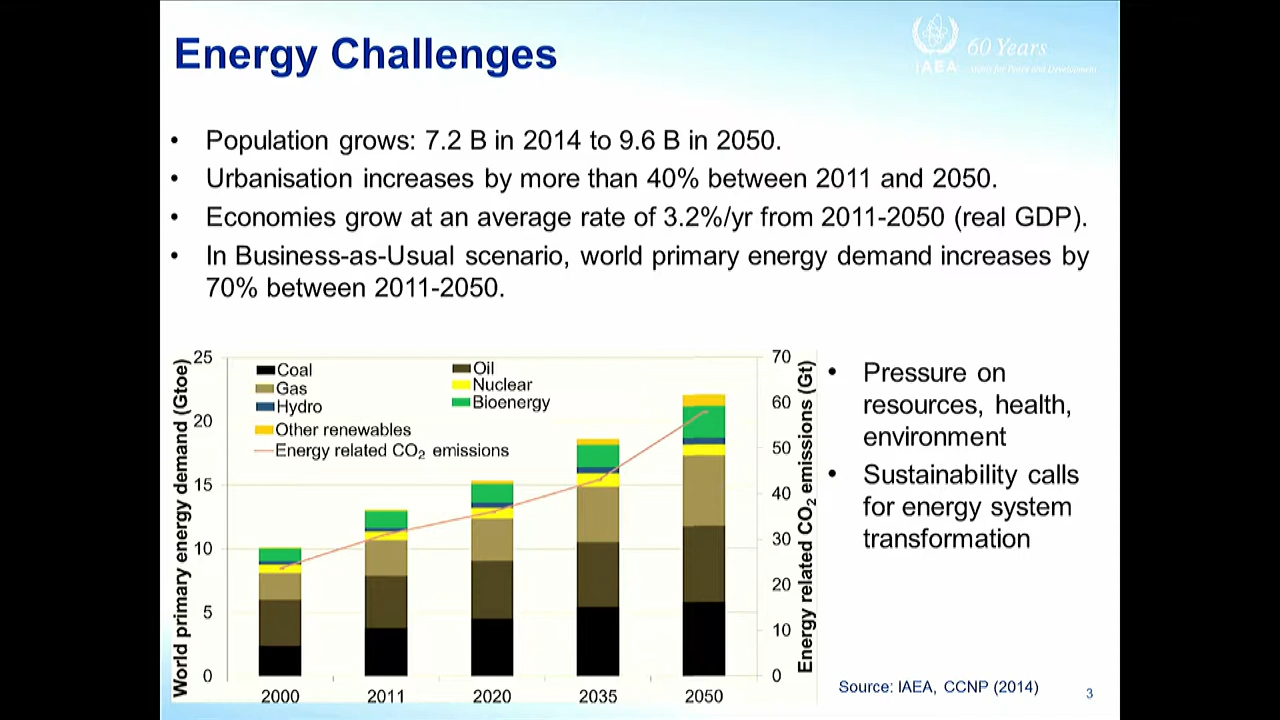 Energy Challenges
60 Years
IAEA
Atoms for Peace and Development
• Population grows: 7.2 B in 2014 to 9.6 B in 2050.
• Urbanisation increases by more than 40% between 2011 and 2050.
• Economies grow at an average rate of 3.2%/yr from 2011-2050 (real GDP).
• In Business-as-Usual scenario, world primary energy demand increases by
70% between 2011-2050.
World primary energy demand (Gtoe)
25
20
15
10
5
0
Coal
Oil
Gas
Nuclear
Hydro
Bioenergy
Other renewables
Energy related CO₂ emissions
2000
2011
2020
2035
2050
70
60
50
40
30
20
10
0
Energy related CO₂ emissions (Gt)
• Pressure on
resources, health,
environment
• Sustainability calls
for energy system
transformation
Source: IAEA, CCNP (2014)
3